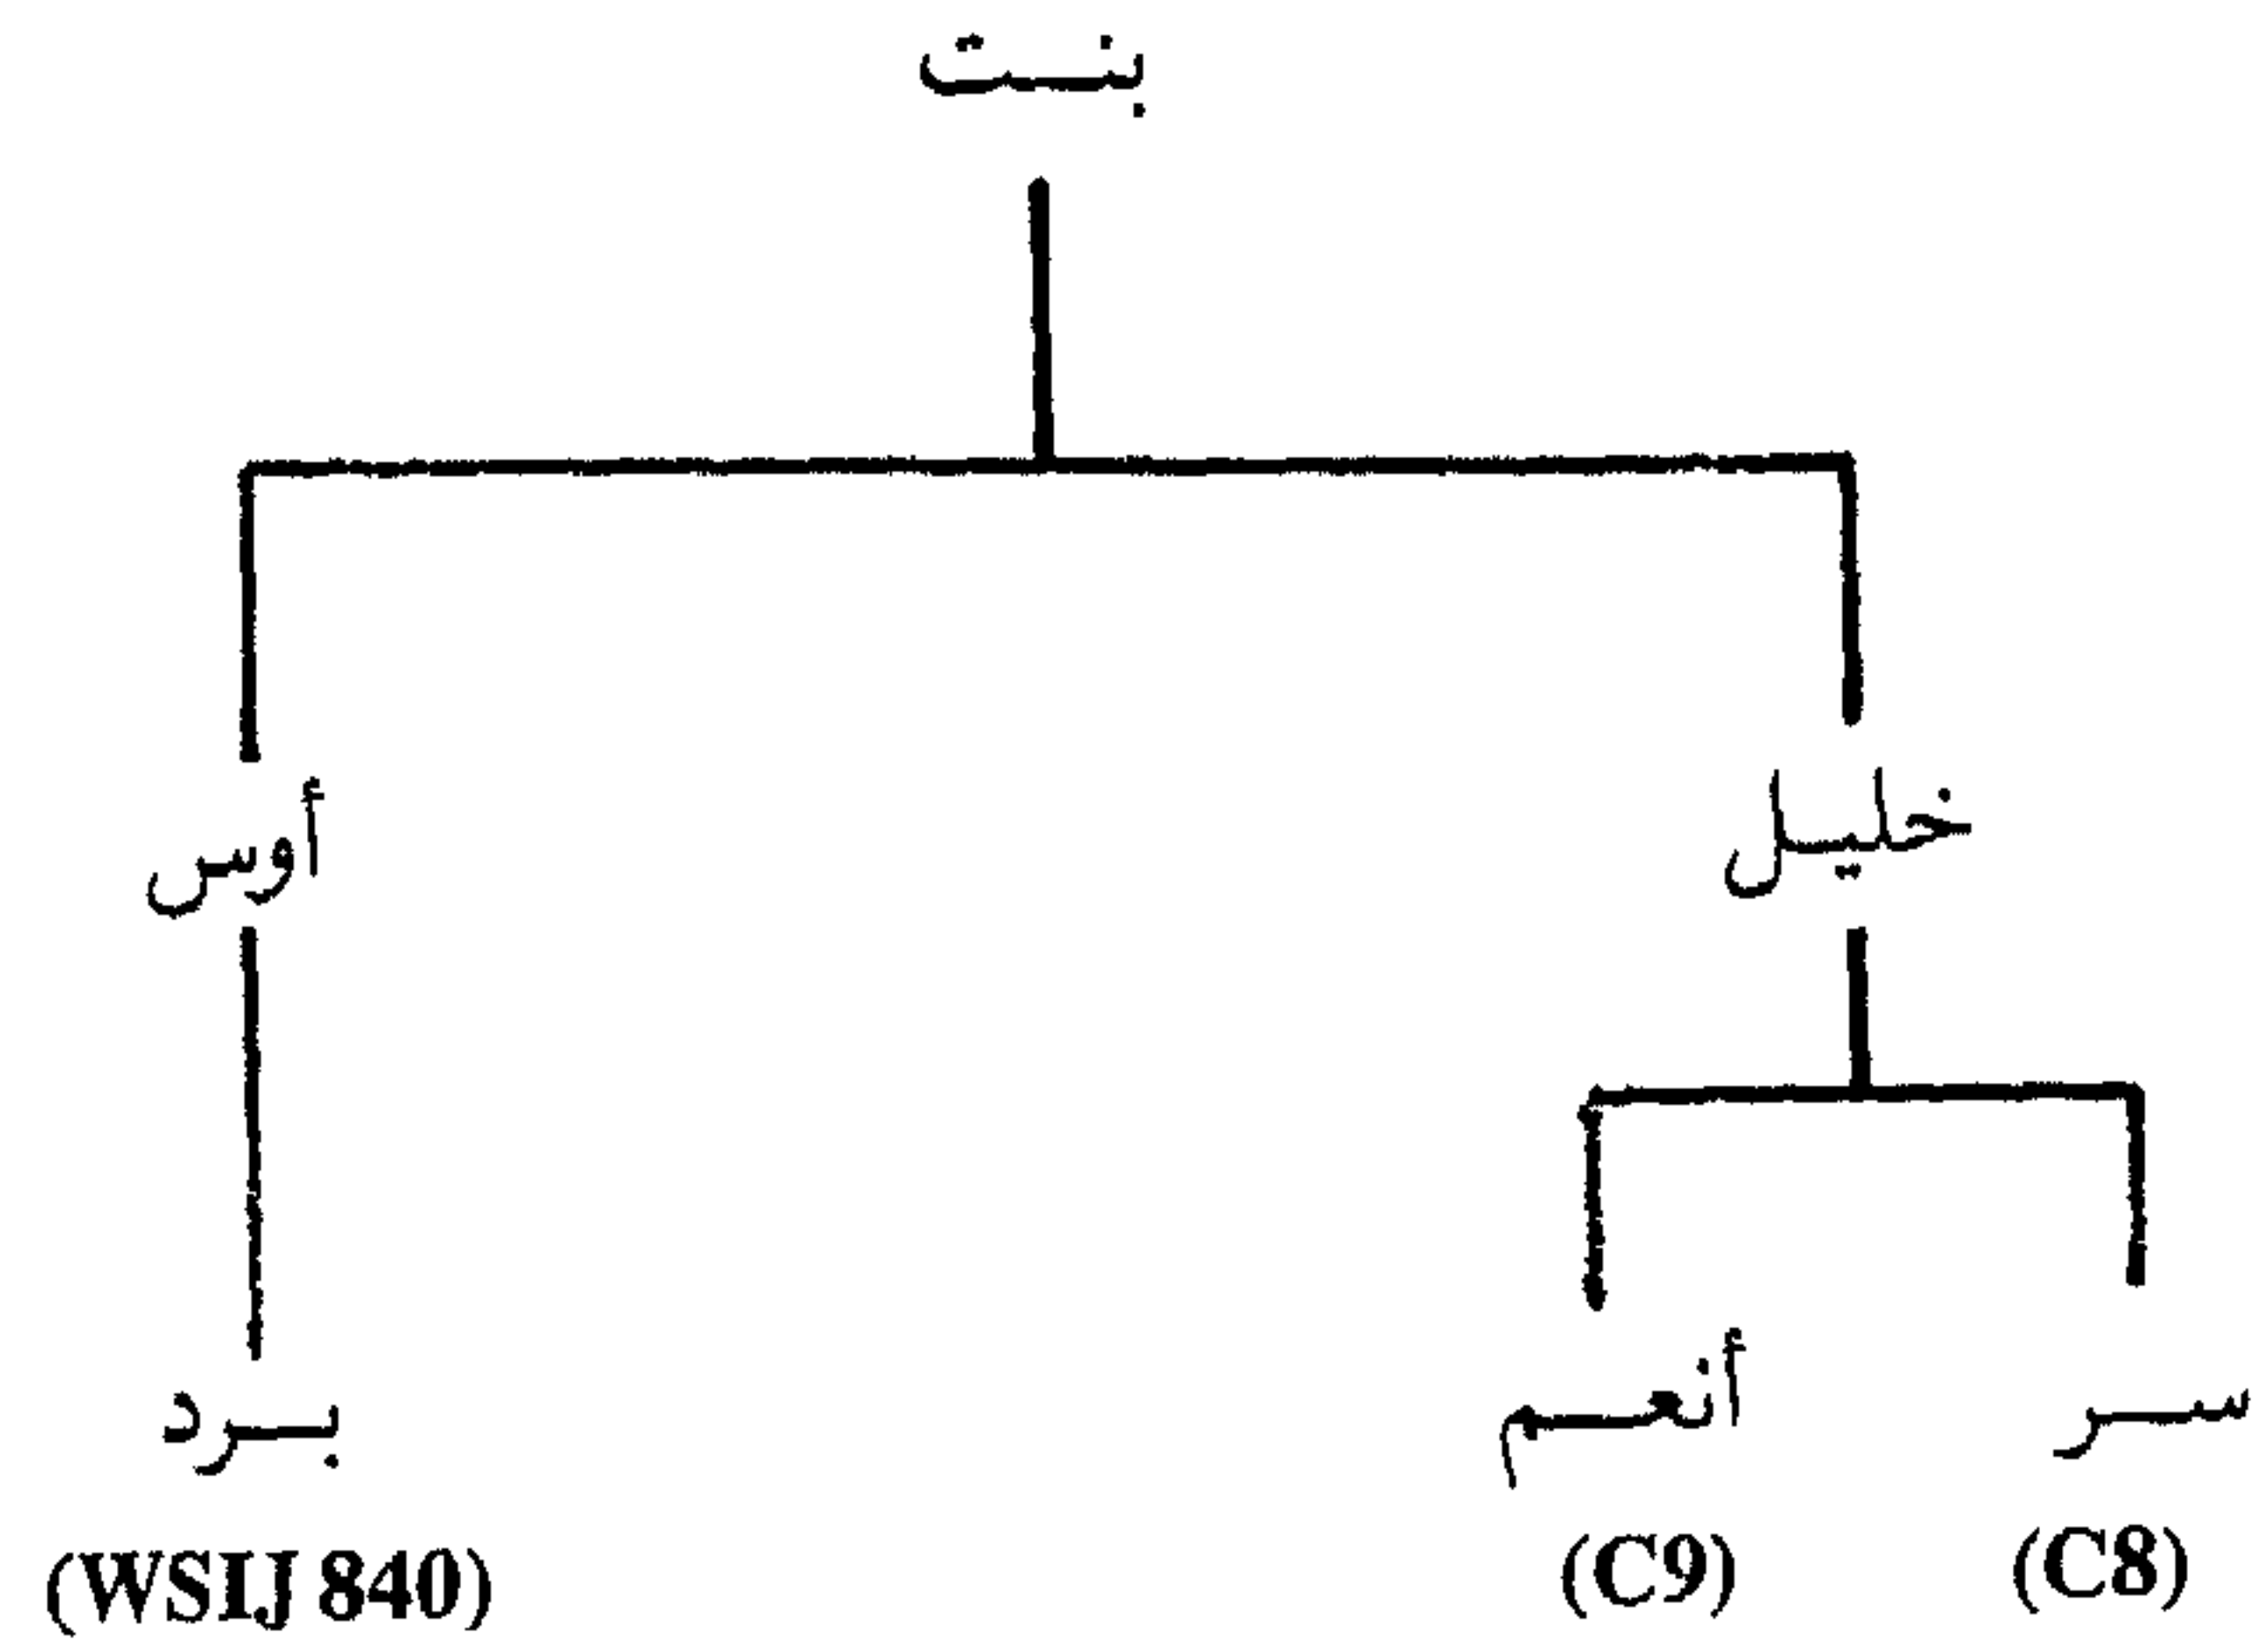 بنت
خليل
أوس
سر
أنعم
برد
(C8)
(C9)
(WSIJ 840)